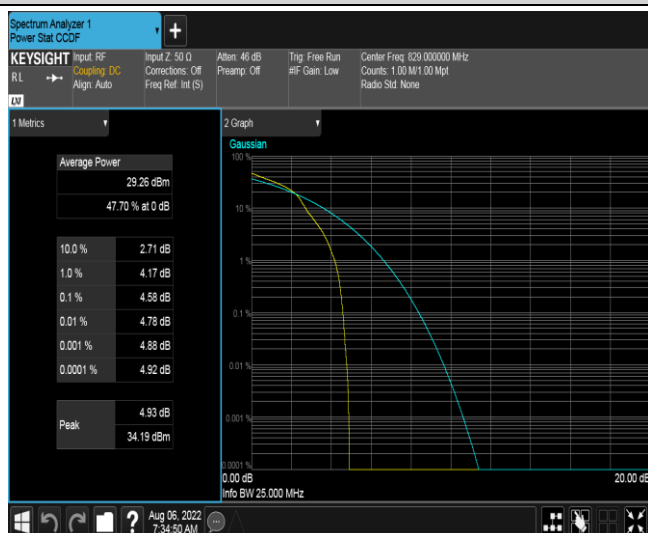 Spectrum Analyzer 1
Power Stat CCDF
+
KEYSIGHT
RL
LXI
Input: RF
Coupling: DC
Align: Auto
Input Z: 50 Ω
Corrections: Off
Freq Ref: Int (S)
Atten: 46 dB
Preamp: Off
Trig: Free Run
#IF Gain: Low
Center Freq: 829.000000 MHz
Counts: 1.00 M/1.00 Mpt
Radio Std: None
1 Metrics
Average Power
29.26 dBm
47.70 % at 0 dB
10.0 % 2.71 dB
1.0 % 4.17 dB
0.1 % 4.58 dB
0.01 % 4.78 dB
0.001 % 4.88 dB
0.0001 % 4.92 dB
Peak
4.93 dB
34.19 dBm
2 Graph
Gaussian
100 %
10 %
1 %
0.1 %
0.01 %
0.001 %
0.0001 %
0.00 dB 20.00 dB
Info BW 25.000 MHz
?
Aug 06, 2022
7:34:50 AM